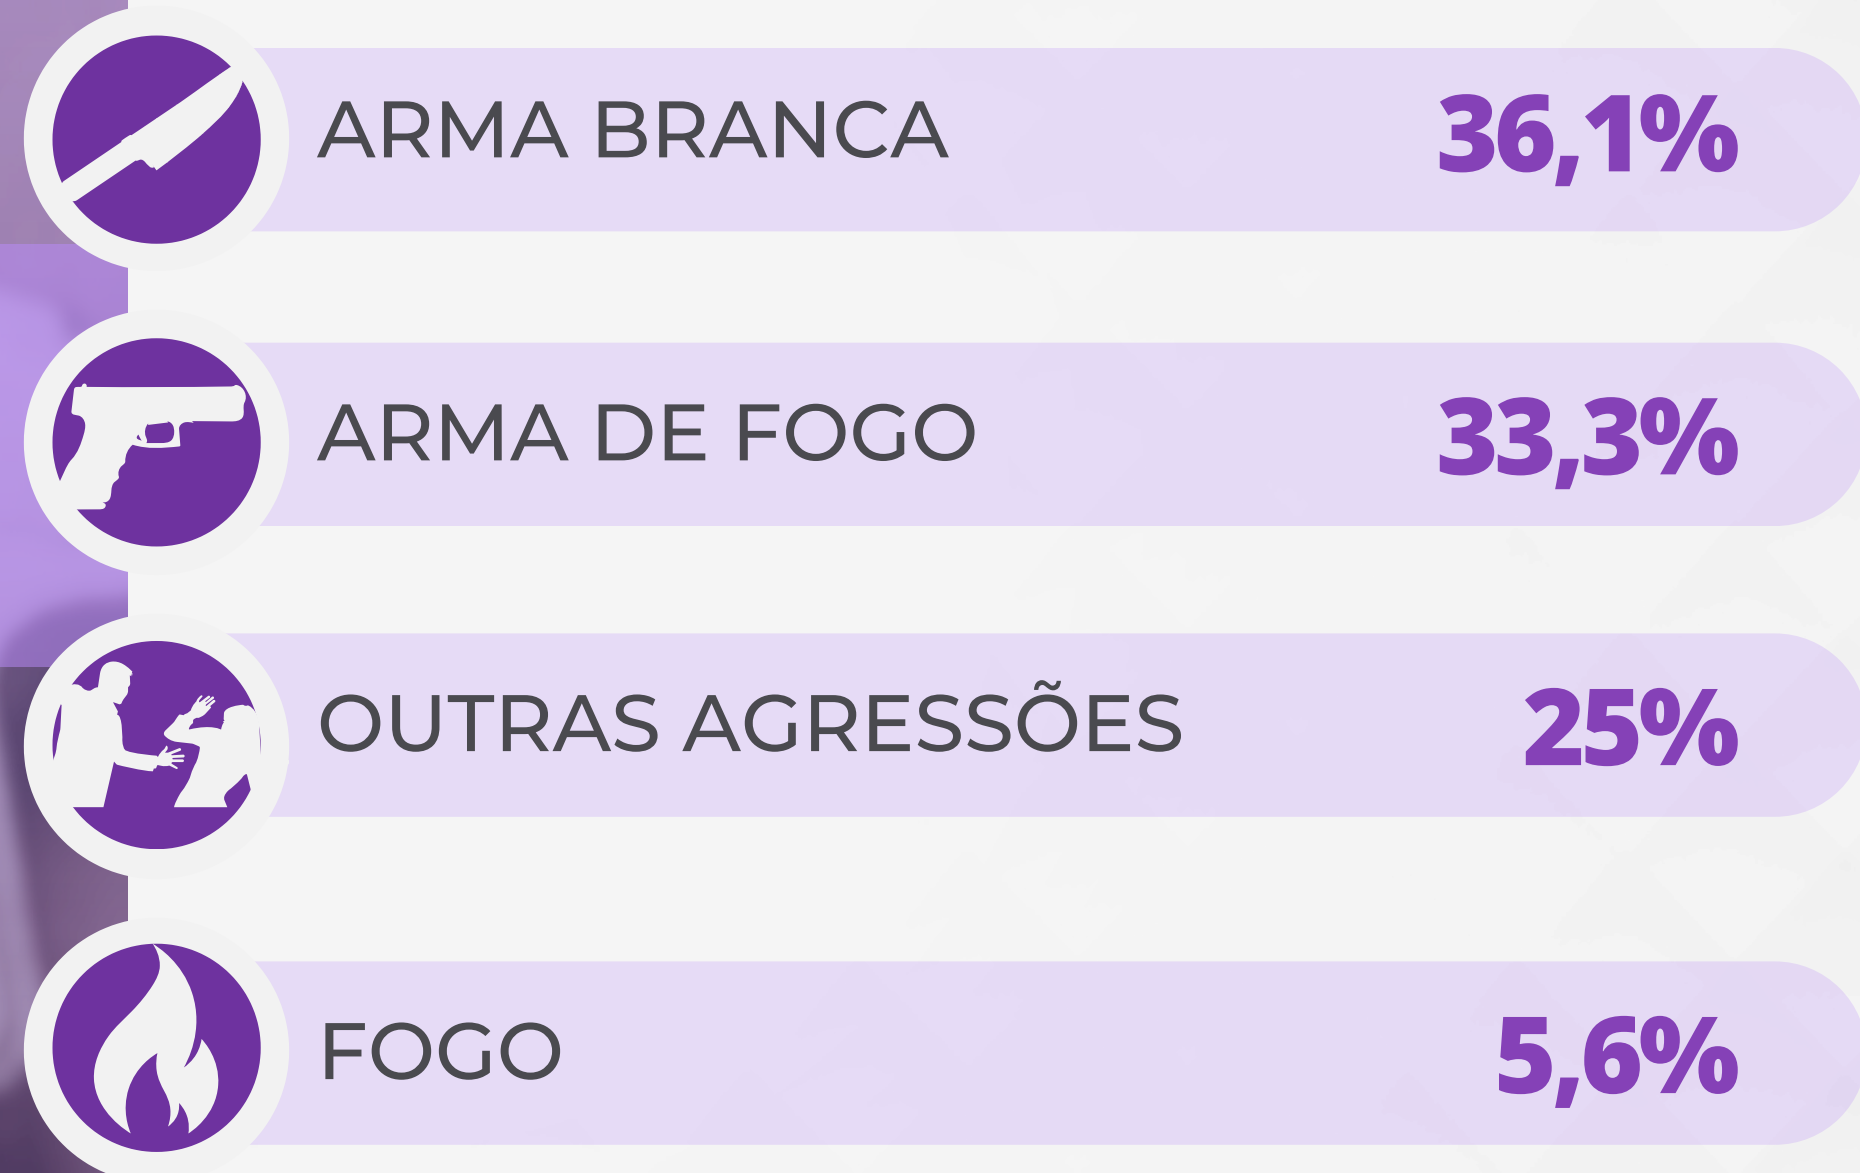 ARMA BRANCA 36,1%
ARMA DE FOGO 33,3%
OUTRAS AGRESSÕES 25%
FOGO 5,6%